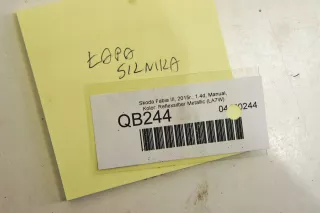 ŁAPA
SILNIKA
Skoda Fabia III, 2015r., 1.4d, Manual,
Kolor: Reflexsilber Metallic (LA7W)
QB244